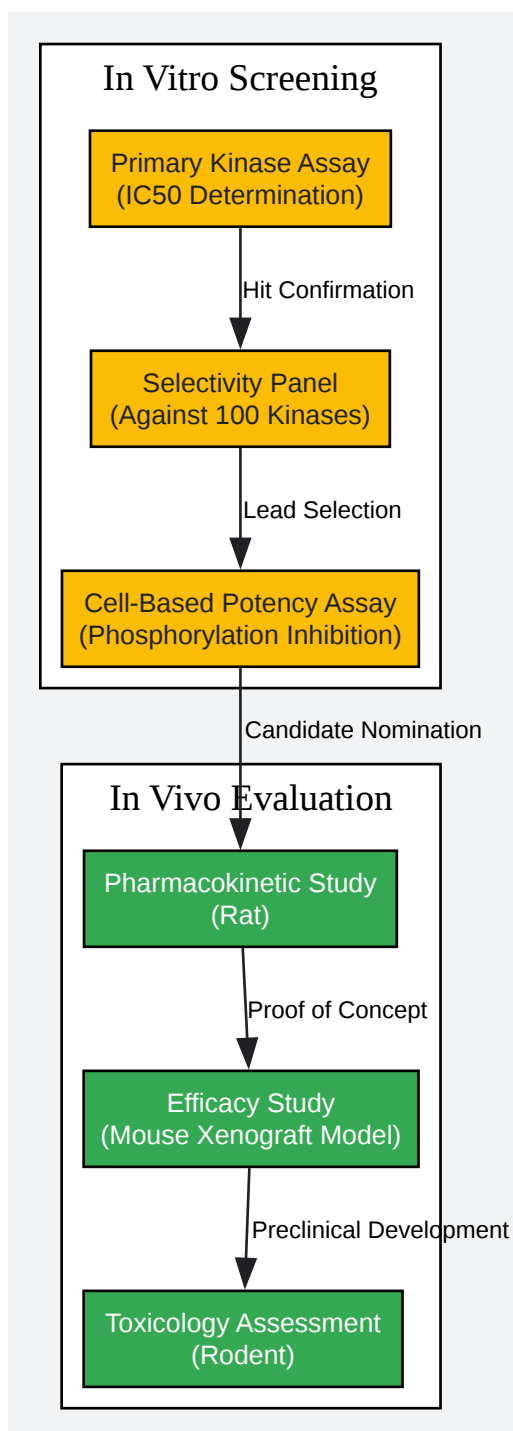 In Vitro Screening
Primary Kinase Assay
(IC50 Determination)
Hit Confirmation
Selectivity Panel
(Against 100 Kinases)
Lead Selection
Cell-Based Potency Assay
(Phosphorylation Inhibition)
Candidate Nomination
In Vivo Evaluation
Pharmacokinetic Study
(Rat)
Proof of Concept
Efficacy Study
(Mouse Xenograft Model)
Preclinical Development
Toxicology Assessment
(Rodent)